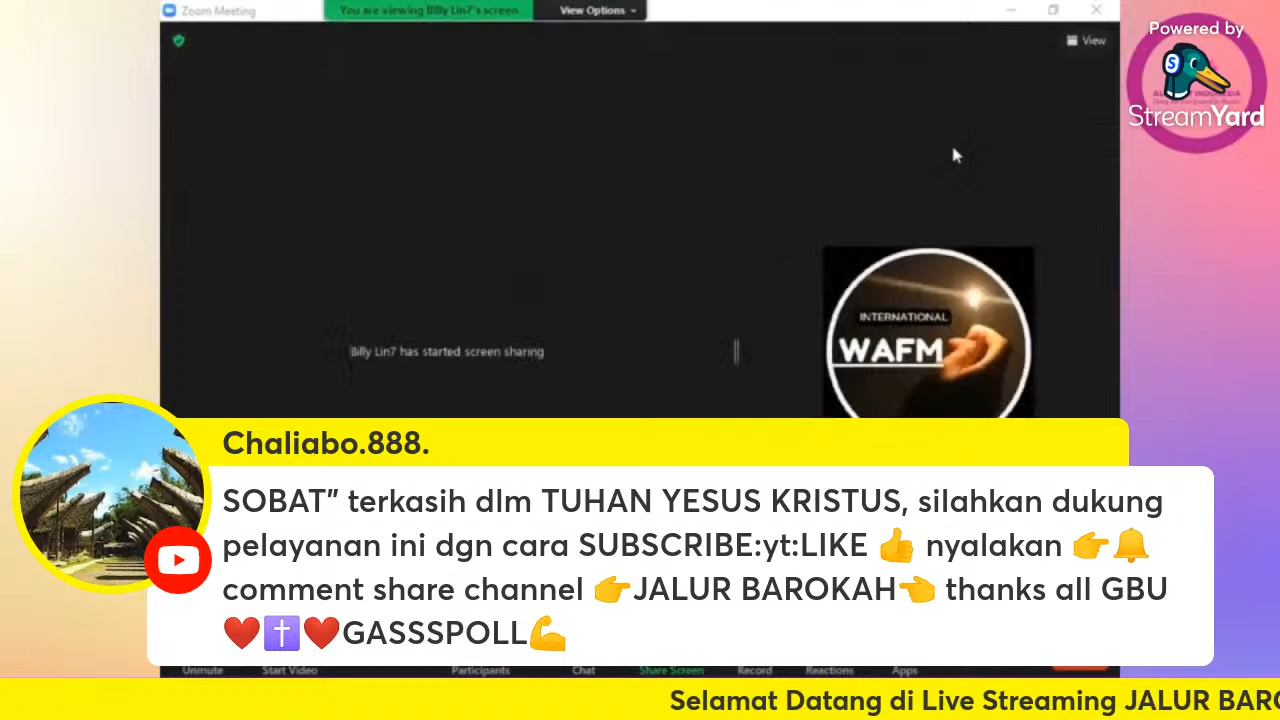 Zoom Meeting
You are viewing Billy Lin7's screen
View Options
Powered by
View
StreamYard
Billy Lin7 has started screen sharing
INTERNATIONAL
WAFM
Chaliabo.888.
SOBAT” terkasih dlm TUHAN YESUS KRISTUS, silahkan dukung
pelayanan ini dgn cara SUBSCRIBE:yt:LIKE 👍 nyalakan 👉🔔
comment share channel 👉JALUR BAROKAH👈 thanks all GBU
❤️✝️❤️GASSSPOLL💪
Unmute Start Video Participants Chat Share Screen Record Reactions Apps
Selamat Datang di Live Streaming JALUR BARO